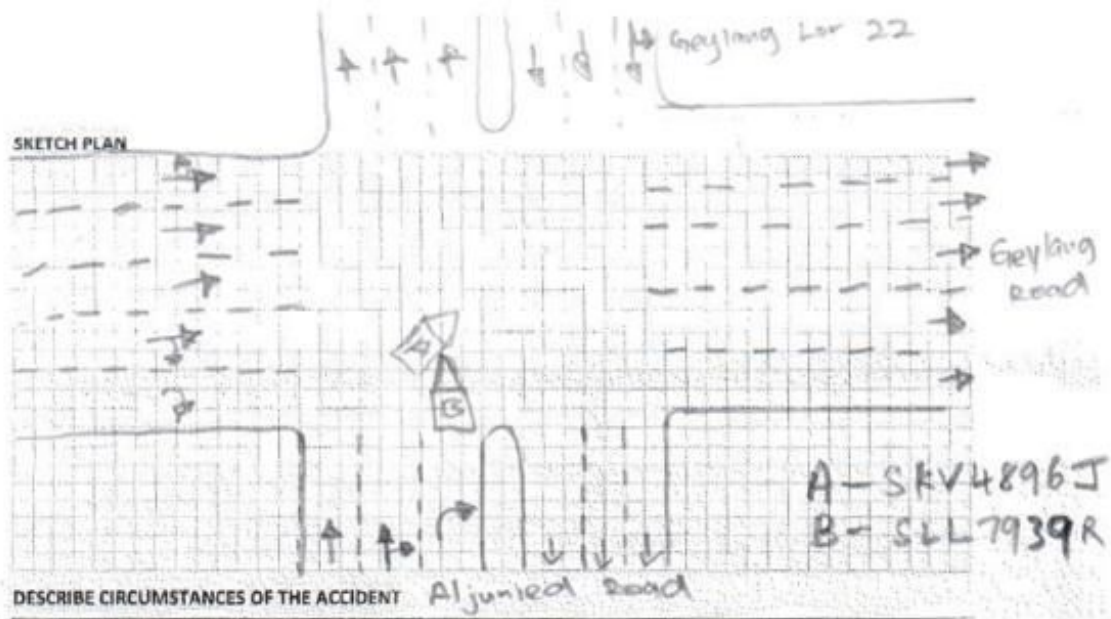 Geylang Lor 22
SKETCH PLAN
Geylang
Road
A
B
A - SKV4896J
B - SLL7939R
Aljunied Road
DESCRIBE CIRCUMSTANCES OF THE ACCIDENT